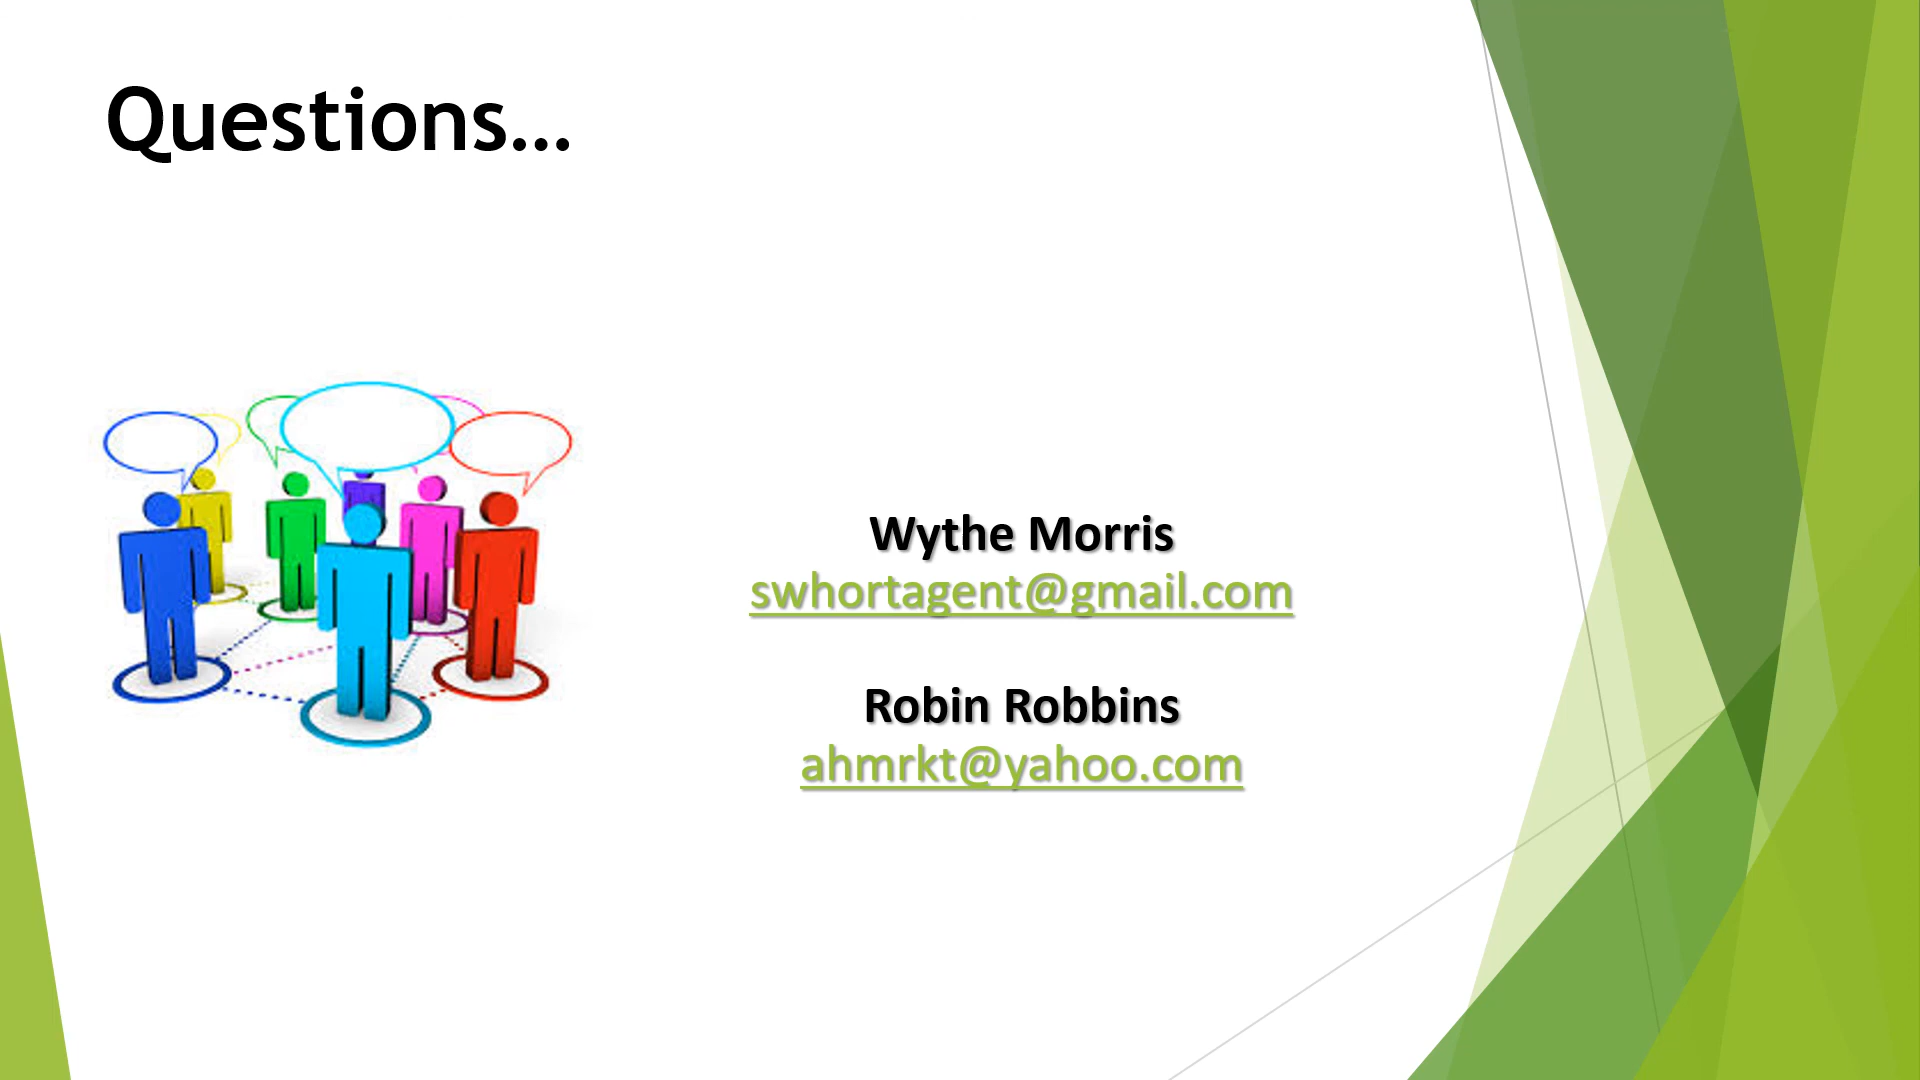 Questions...
Wythe Morris
swhortagent@gmail.com
Robin Robbins
ahmrkt@yahoo.com